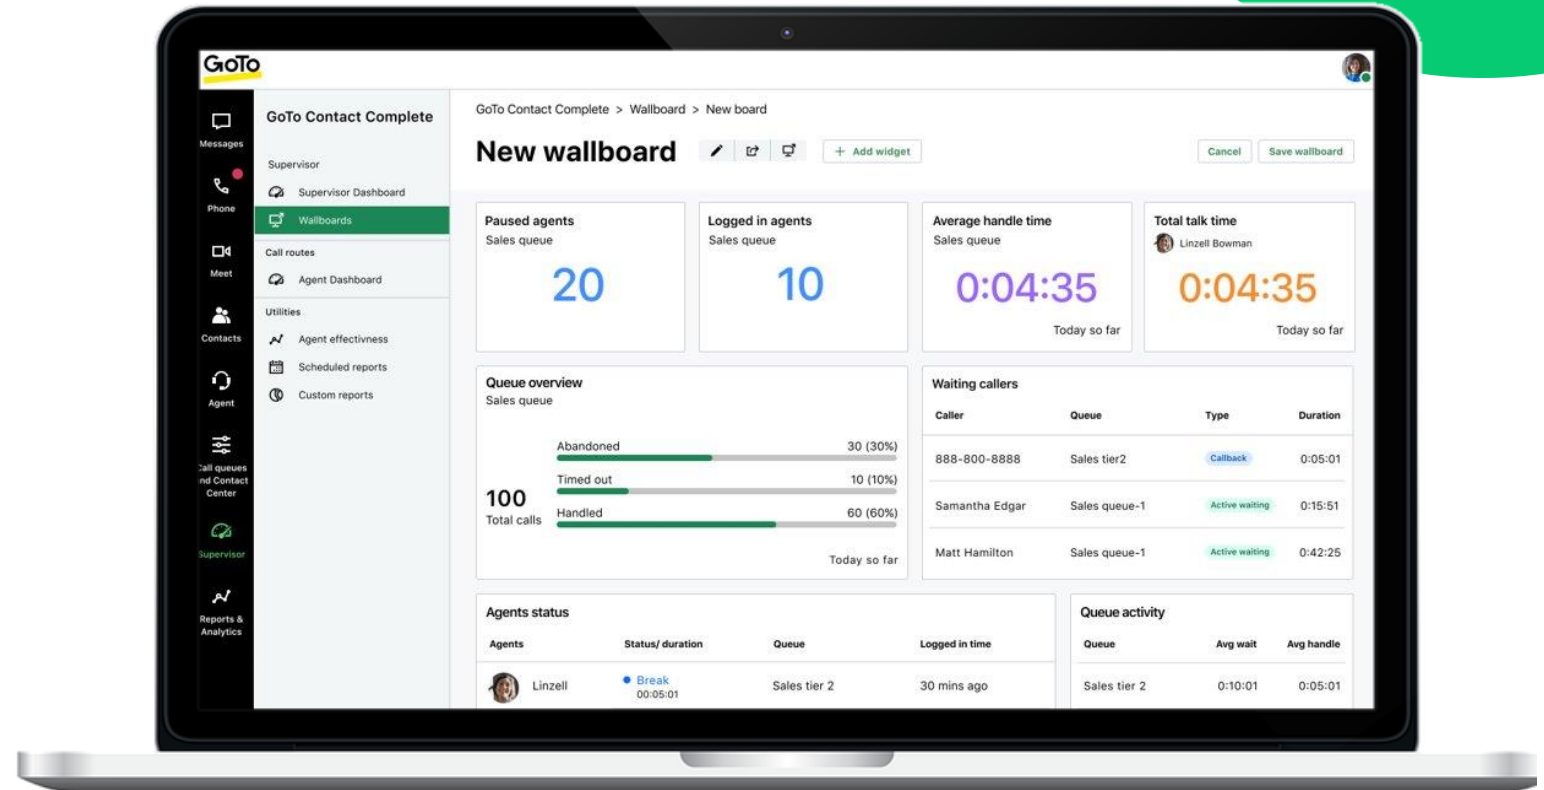 GoTo
Messages
Phone
Meet
Contacts
Agent
Call queues
and Contact
Center
Supervisor
Reports &
Analytics
GoTo Contact Complete
Supervisor
Supervisor Dashboard
Wallboards
Call routes
Agent Dashboard
Utilities
Agent effectivness
Scheduled reports
Custom reports
GoTo Contact Complete > Wallboard > New board
New wallboard
+ Add widget
Cancel
Save wallboard
Paused agents
Sales queue
20
Logged in agents
Sales queue
10
Average handle time
Sales queue
0:04:35
Today so far
Total talk time
Linzell Bowman
0:04:35
Today so far
Queue overview
Sales queue
100
Total calls
Abandoned 30 (30%)
Timed out 10 (10%)
Handled 60 (60%)
Today so far
Waiting callers
Caller Queue Type Duration
888-800-8888 Sales tier2 Callback 0:05:01
Samantha Edgar Sales queue-1 Active waiting 0:15:51
Matt Hamilton Sales queue-1 Active waiting 0:42:25
Agents status
Agents Status/ duration Queue Logged in time
Linzell Break 00:05:01 Sales tier 2 30 mins ago
Queue activity
Queue Avg wait Avg handle
Sales tier 2 0:10:01 0:05:01